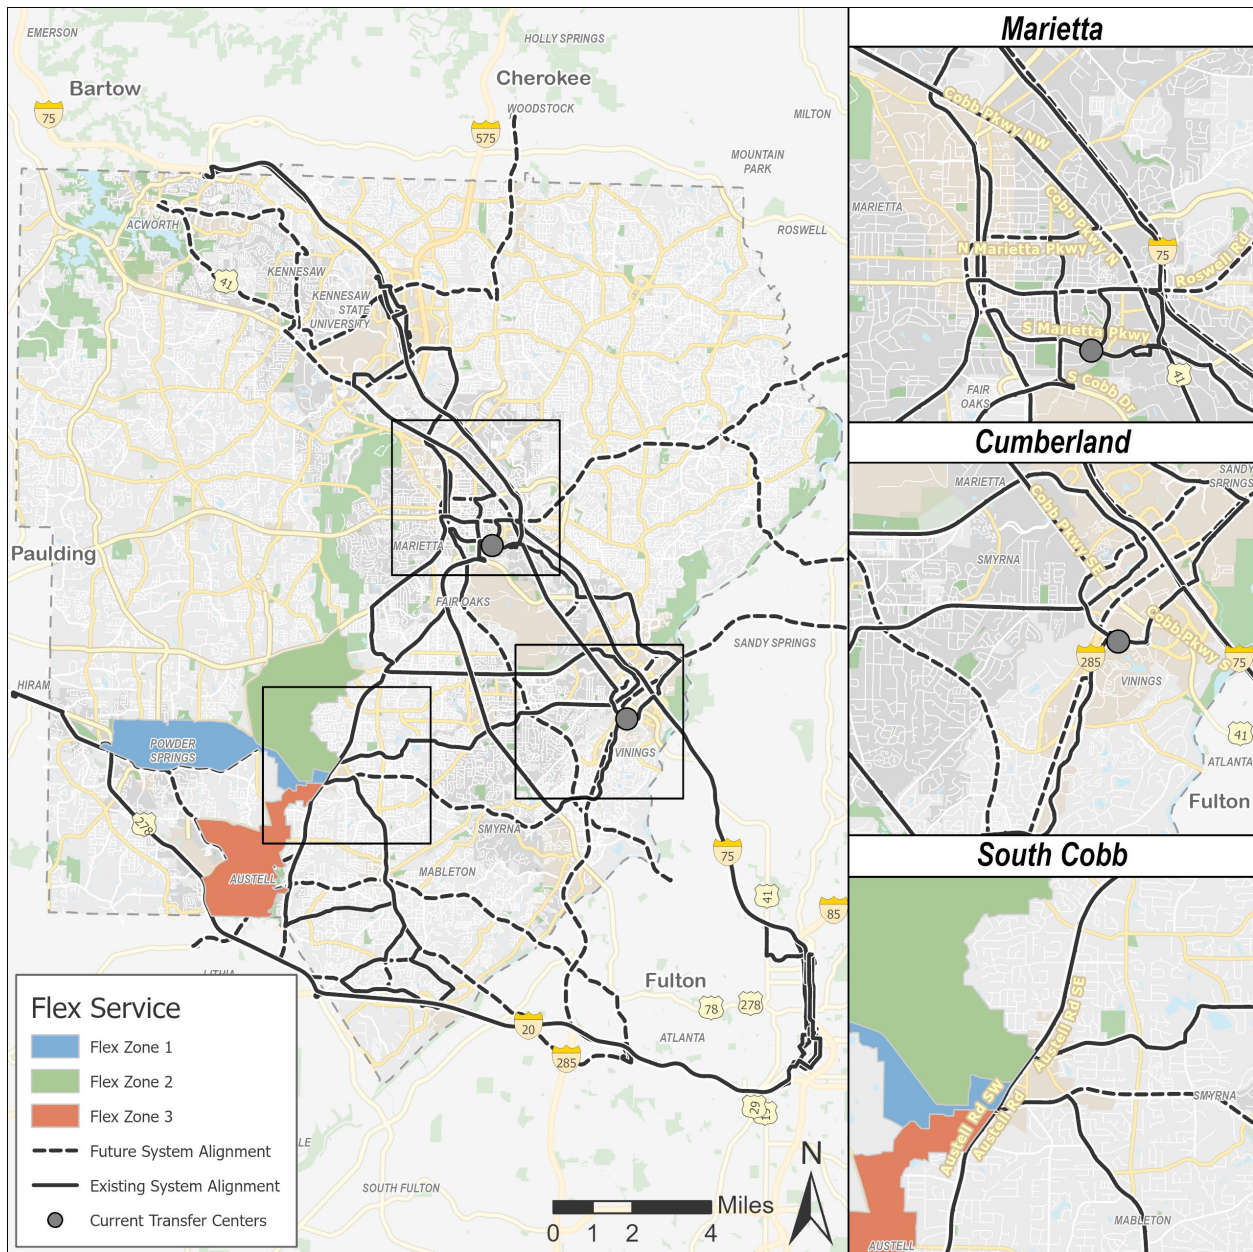 EMERSON
HOLLY SPRINGS
Bartow
Cherokee
WOODSTOCK
75
575
MILTON
MOUNTAIN
PARK
ACWORTH
ROSWELL
KENNESAW
41
KENNESAW
STATE
UNIVERSITY
Paulding
MARIETTA
FAIR OAKS
SANDY SPRINGS
HIRAM
POWDER
SPRINGS
VININGS
278
SMYRNA
75
MABLETON
AUSTELL
41
85
LITHIA
Fulton
78
278
20
ATLANTA
285
29
19
LE
SOUTH FULTON
Flex Service
Flex Zone 1
Flex Zone 2
Flex Zone 3
Future System Alignment
Existing System Alignment
Current Transfer Centers
N
Miles
0 1 2 4
Marietta
Cobb Pkwy NW
MARIETTA
Cobb Pkwy N
N Marietta Pkwy
75
Roswell Rd
S Marietta Pkwy
41
FAIR
OAKS
S Cobb Dr
Cumberland
MARIETTA
SANDY
SPRINGS
Cobb Pkwy SE
SMYRNA
Cobb Pkwy S
285
75
VININGS
41
ATLANTA
Fulton
South Cobb
Austell Rd SE
Austell Rd SW
Austell Rd
SMYRNA
MABLETON
AUSTELL